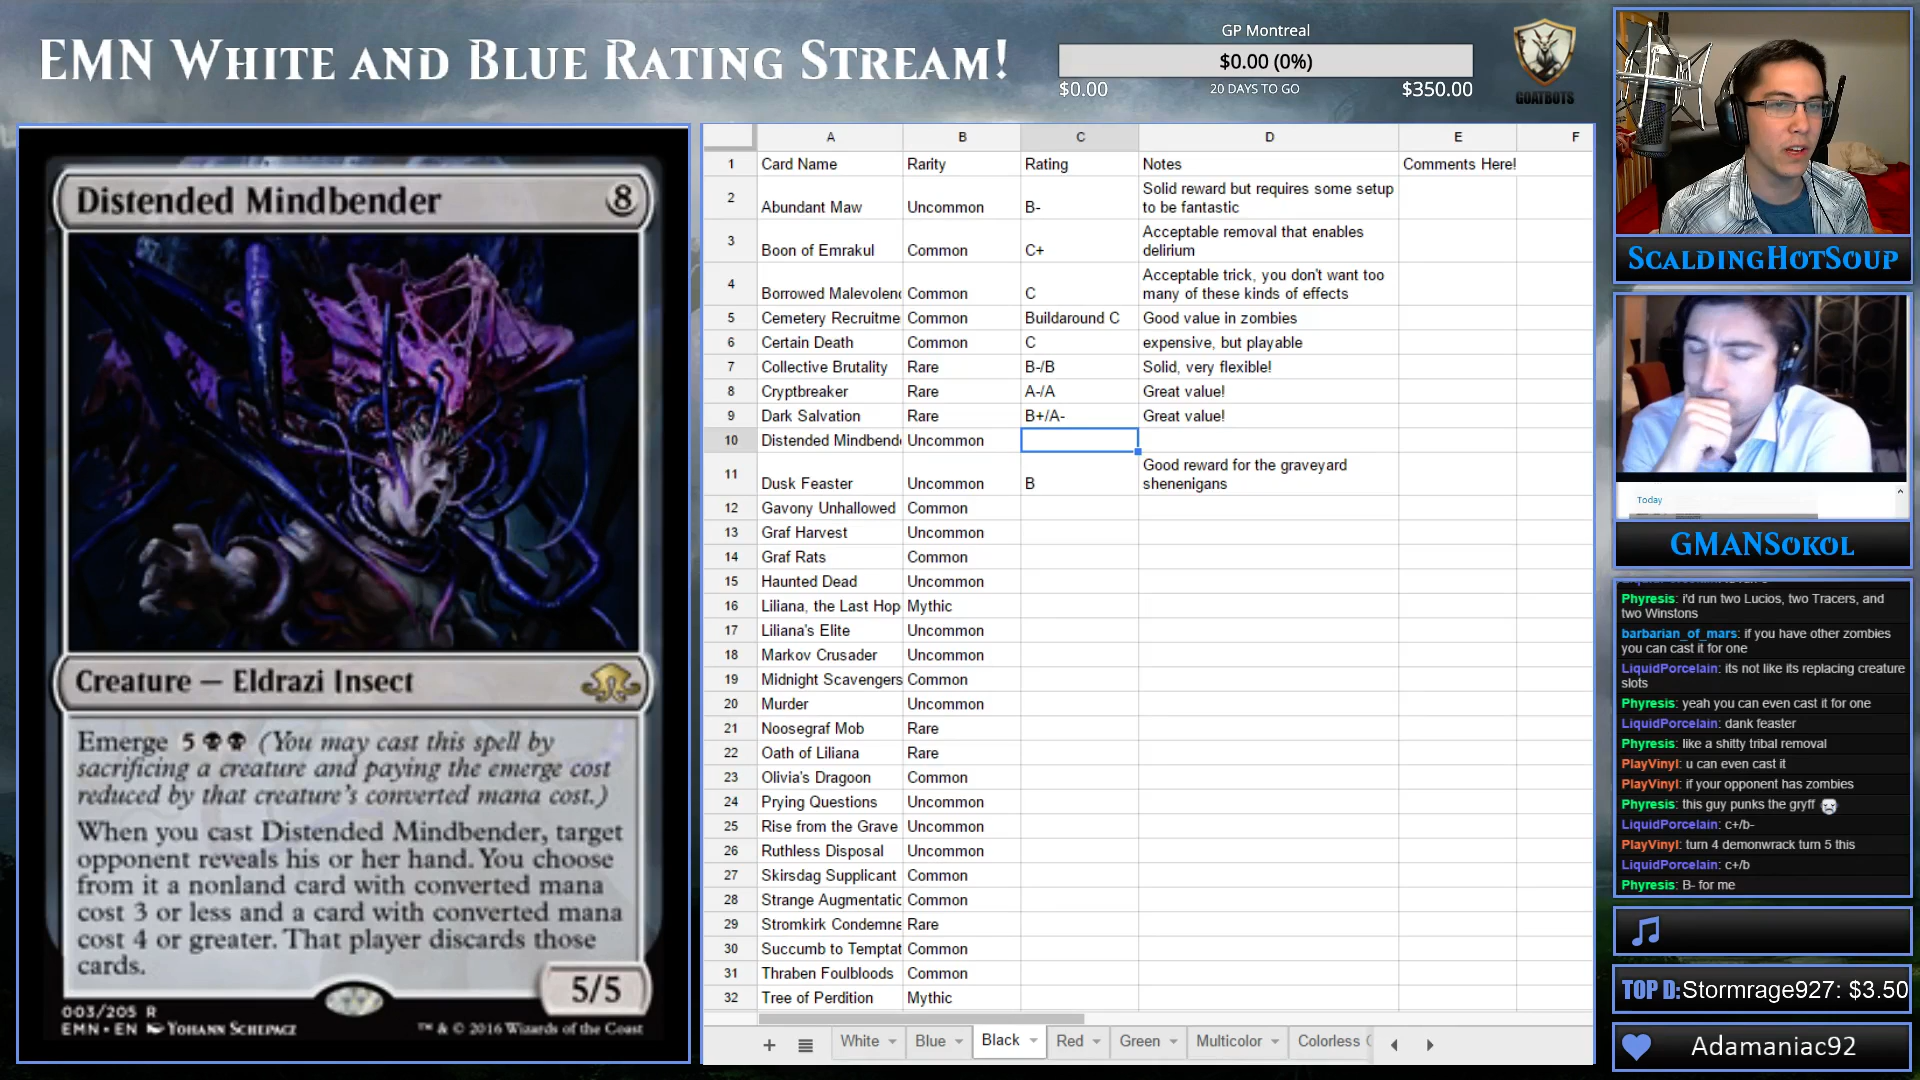 EMN White and Blue Rating Stream!
GP Montreal
$0.00 (0%)
$0.00
20 DAYS TO GO
$350.00
GOATBOTS
Distended Mindbender 8
Creature — Eldrazi Insect
Emerge 5 (You may cast this spell by
sacrificing a creature and paying the emerge cost
reduced by that creature's converted mana cost.)
When you cast Distended Mindbender, target
opponent reveals his or her hand. You choose
from it a nonland card with converted mana
cost 3 or less and a card with converted mana
cost 4 or greater. That player discards those
cards.
5/5
003/205 R
EMN • EN Yohann Schepacz
™ & © 2016 Wizards of the Coast
A B C D E F
1 Card Name Rarity Rating Notes Comments Here!
2 Abundant Maw Uncommon B- Solid reward but requires some setup
to be fantastic
3 Boon of Emrakul Common C+ Acceptable removal that enables
delirium
4 Borrowed Malevolenc Common C Acceptable trick, you don't want too
many of these kinds of effects
5 Cemetery Recruitme Common Buildaround C Good value in zombies
6 Certain Death Common C expensive, but playable
7 Collective Brutality Rare B-/B Solid, very flexible!
8 Cryptbreaker Rare A-/A Great value!
9 Dark Salvation Rare B+/A- Great value!
10 Distended Mindbende Uncommon
11 Dusk Feaster Uncommon B Good reward for the graveyard
shenenigans
12 Gavony Unhallowed Common
13 Graf Harvest Uncommon
14 Graf Rats Common
15 Haunted Dead Uncommon
16 Liliana, the Last Hop Mythic
17 Liliana's Elite Uncommon
18 Markov Crusader Uncommon
19 Midnight Scavengers Common
20 Murder Uncommon
21 Noosegraf Mob Rare
22 Oath of Liliana Rare
23 Olivia's Dragoon Common
24 Prying Questions Uncommon
25 Rise from the Grave Uncommon
26 Ruthless Disposal Uncommon
27 Skirsdag Supplicant Common
28 Strange Augmentatic Common
29 Stromkirk Condemne Rare
30 Succumb to Temptat Common
31 Thraben Foulbloods Common
32 Tree of Perdition Mythic
+ White Blue Black Red Green Multicolor Colorless
ScaldingHotSoup
Today
GMANSokol
Phyresis: i'd run two Lucios, two Tracers, and
two Winstons
barbarian_of_mars: if you have other zombies
you can cast it for one
LiquidPorcelain: its not like its replacing creature
slots
Phyresis: yeah you can even cast it for one
LiquidPorcelain: dank feaster
Phyresis: like a shitty tribal removal
PlayVinyl: u can even cast it
PlayVinyl: if your opponent has zombies
Phyresis: this guy punks the gryff
LiquidPorcelain: c+/b-
PlayVinyl: turn 4 demonwrack turn 5 this
LiquidPorcelain: c+/b
Phyresis: B- for me
TOP D: Stormrage927: $3.50
Adamaniac92